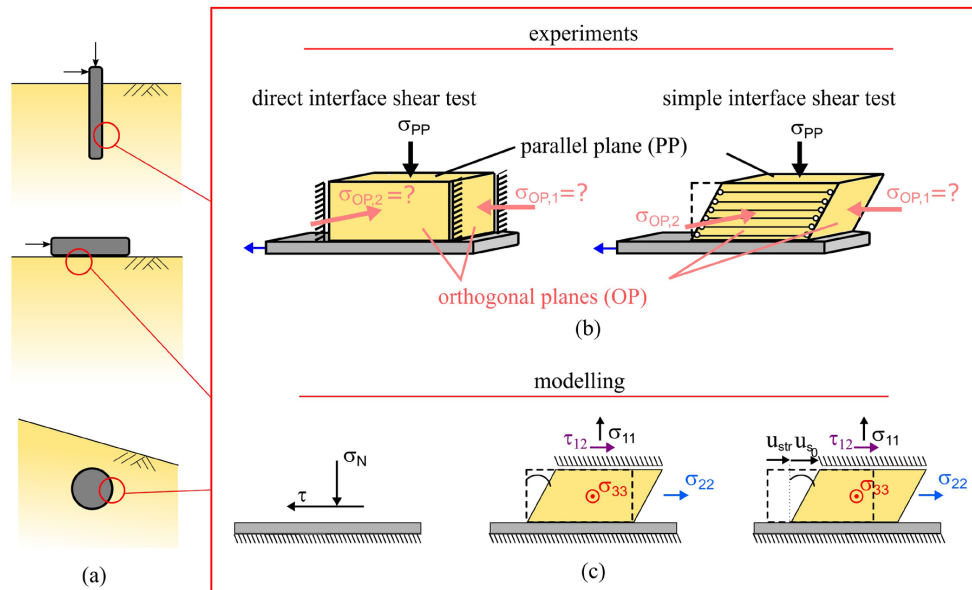 experiments
direct interface shear test
simple interface shear test
σPP
σPP
parallel plane (PP)
σOP,2=?
σOP,1=?
σOP,2
σOP,1=?
orthogonal planes (OP)
(b)
modelling
σN
τ
τ12
σ11
σ22
σ33
ustr
us0
τ12
σ11
σ22
σ33
(a)
(c)